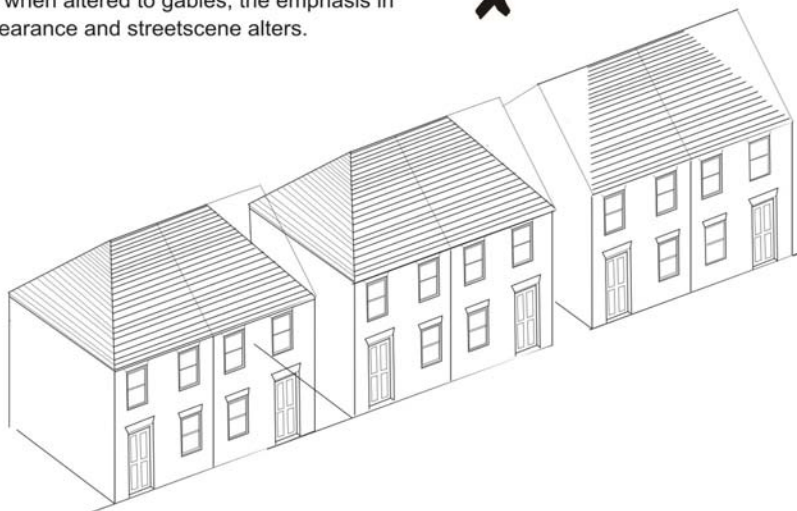 when altered to gables, the emphasis in
earance and streetscene alters.